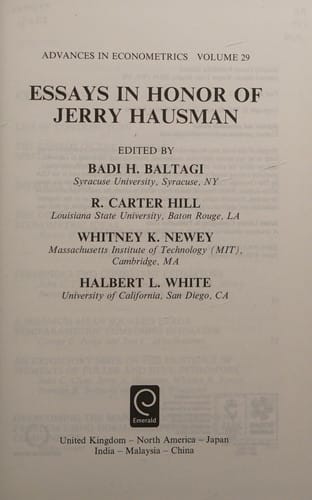 ADVANCES IN ECONOMETRICS VOLUME 29
ESSAYS IN HONOR OF
JERRY HAUSMAN
EDITED BY
BADI H. BALTAGI
Syracuse University, Syracuse, NY
R. CARTER HILL
Louisiana State University, Baton Rouge, LA
WHITNEY K. NEWEY
Massachusetts Institute of Technology (MIT),
Cambridge, MA
HALBERT L. WHITE
University of California, San Diego, CA
Emerald
United Kingdom – North America – Japan
India – Malaysia – China